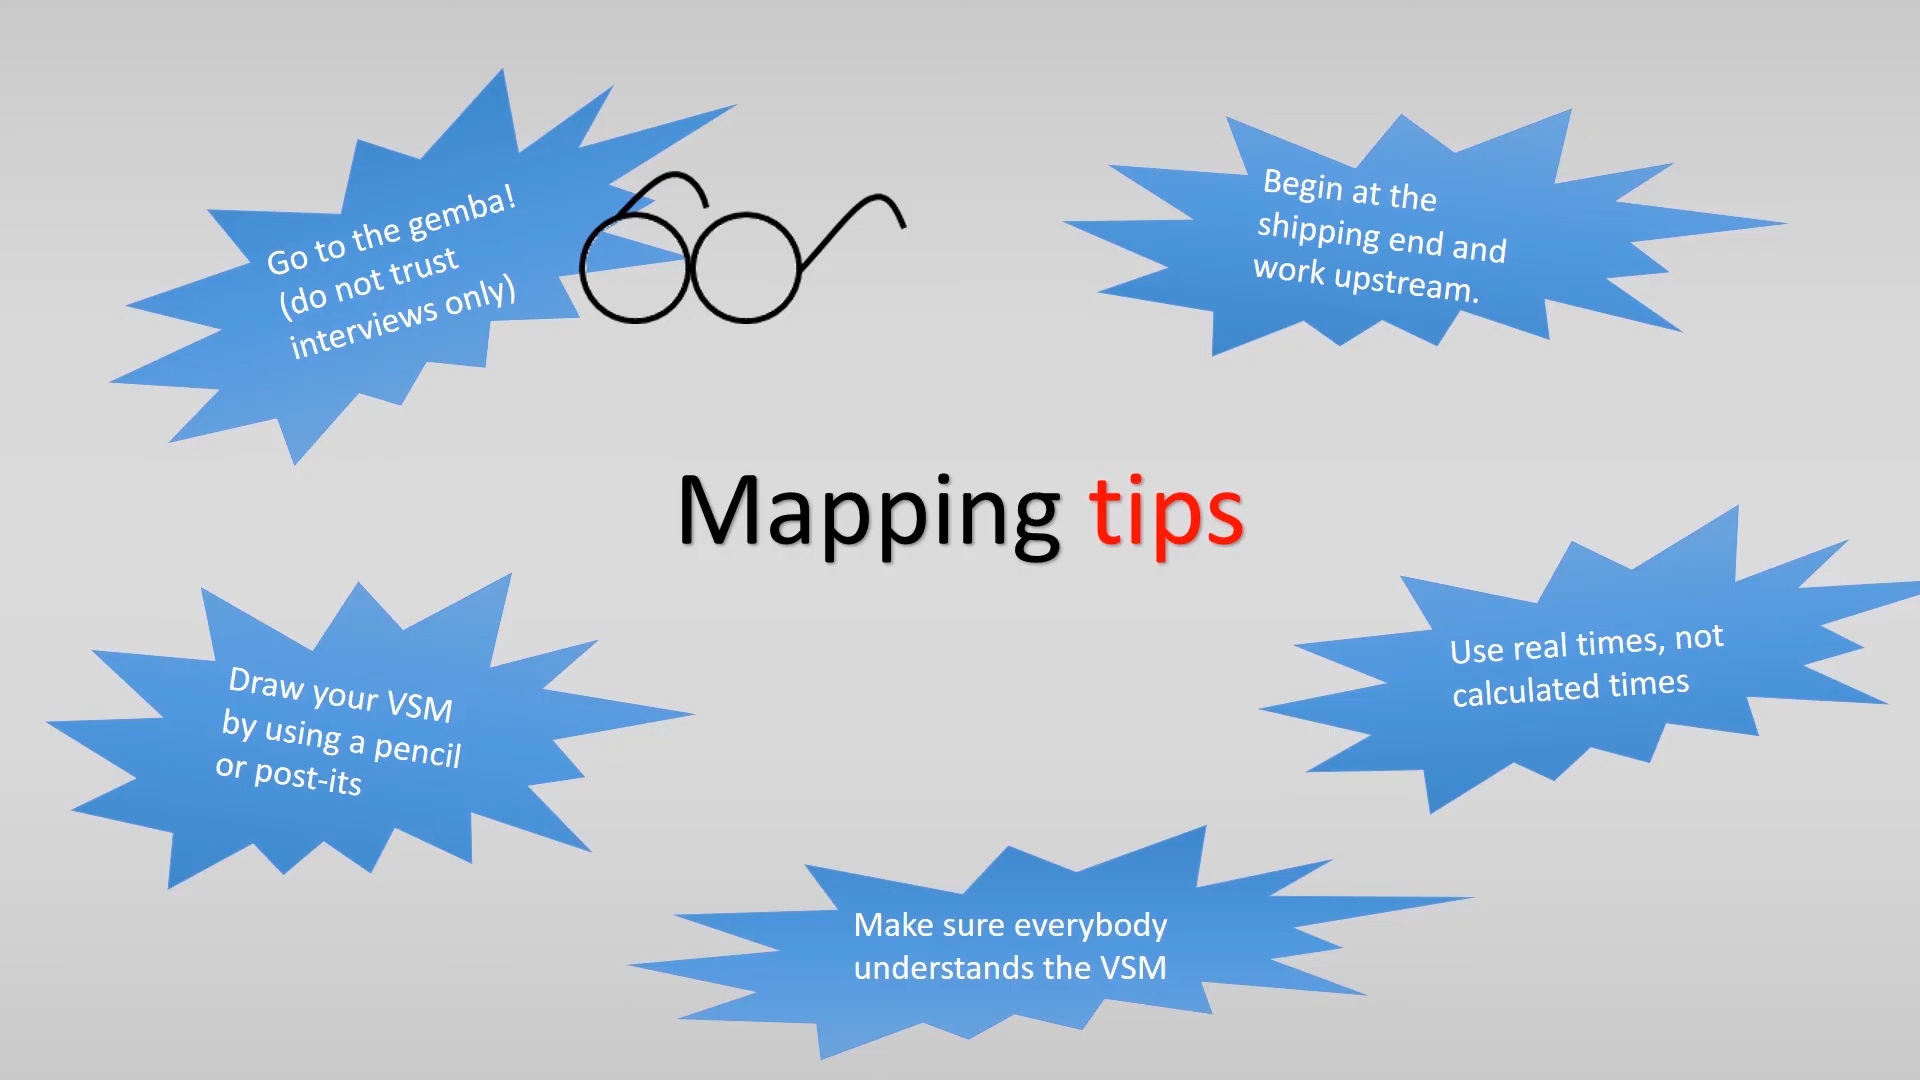 Go to the gemba!
(do not trust
interviews only)
Begin at the
shipping end and
work upstream.
Mapping tips
Use real times, not
calculated times
Draw your VSM
by using a pencil
or post-its
Make sure everybody
understands the VSM